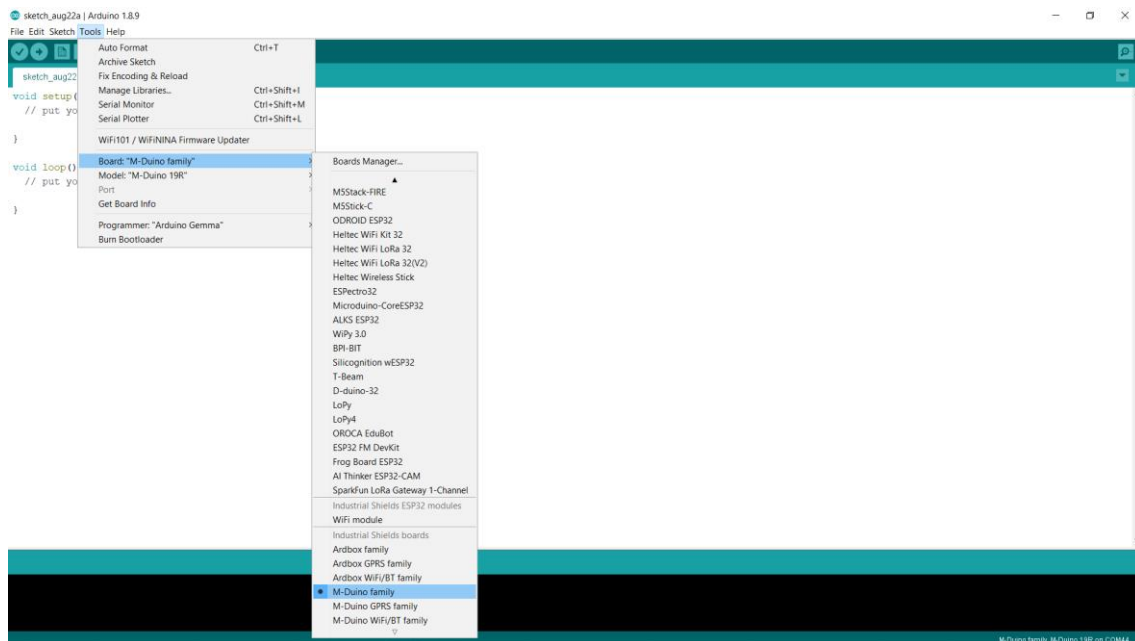 sketch_aug22a | Arduino 1.8.9
File Edit Sketch Tools Help
sketch_aug22
void setup(
// put yo
}
void loop()
// put yo
}
Auto Format Ctrl+T
Archive Sketch
Fix Encoding & Reload
Manage Libraries... Ctrl+Shift+I
Serial Monitor Ctrl+Shift+M
Serial Plotter Ctrl+Shift+L
WiFi101 / WiFiNINA Firmware Updater
Board: "M-Duino family"
Model: "M-Duino 19R"
Port
Get Board Info
Programmer: "Arduino Gemma"
Burn Bootloader
Boards Manager...
M5Stack-FIRE
M5Stick-C
ODROID ESP32
Heltec WiFi Kit 32
Heltec WiFi LoRa 32
Heltec WiFi LoRa 32(V2)
Heltec Wireless Stick
ESPectro32
Microduino-CoreESP32
ALKS ESP32
WiPy 3.0
BPI-BIT
Silicognition wESP32
T-Beam
D-duino-32
LoPy
LoPy4
OROCA EduBot
ESP32 FM DevKit
Frog Board ESP32
AI Thinker ESP32-CAM
SparkFun LoRa Gateway 1-Channel
Industrial Shields ESP32 modules
WiFi module
Industrial Shields boards
Ardbox family
Ardbox GPRS family
Ardbox WiFi/BT family
M-Duino family
M-Duino GPRS family
M-Duino WiFi/BT family
M-Duino family, M-Duino 19R on COM44